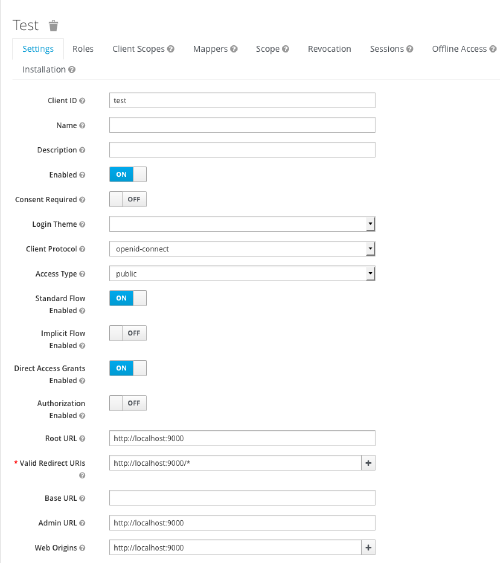 Test
Settings Roles Client Scopes Mappers Scope Revocation Sessions Offline Access
Installation
Client ID test
Name
Description
Enabled ON
Consent Required OFF
Login Theme
Client Protocol openid-connect
Access Type public
Standard Flow
Enabled ON
Implicit Flow
Enabled OFF
Direct Access Grants
Enabled ON
Authorization
Enabled OFF
Root URL http://localhost:9000
* Valid Redirect URIs http://localhost:9000/* +
Base URL
Admin URL http://localhost:9000
Web Origins http://localhost:9000 +